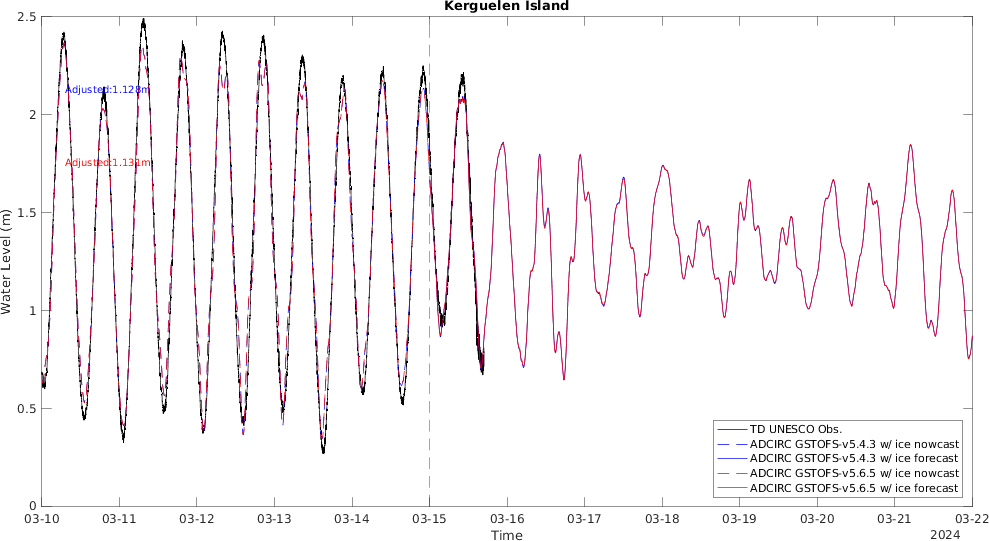 Kerguelen Island
2.5
2
1.5
1
0.5
0
Water Level (m)
Adjusted:1.128m
Adjusted:1.131m
TD UNESCO Obs.
ADCIRC GSTOFS-v5.4.3 w/ ice nowcast
ADCIRC GSTOFS-v5.4.3 w/ ice forecast
ADCIRC GSTOFS-v5.6.5 w/ ice nowcast
ADCIRC GSTOFS-v5.6.5 w/ ice forecast
03-10 03-11 03-12 03-13 03-14 03-15 03-16 03-17 03-18 03-19 03-20 03-21 03-22
Time
2024